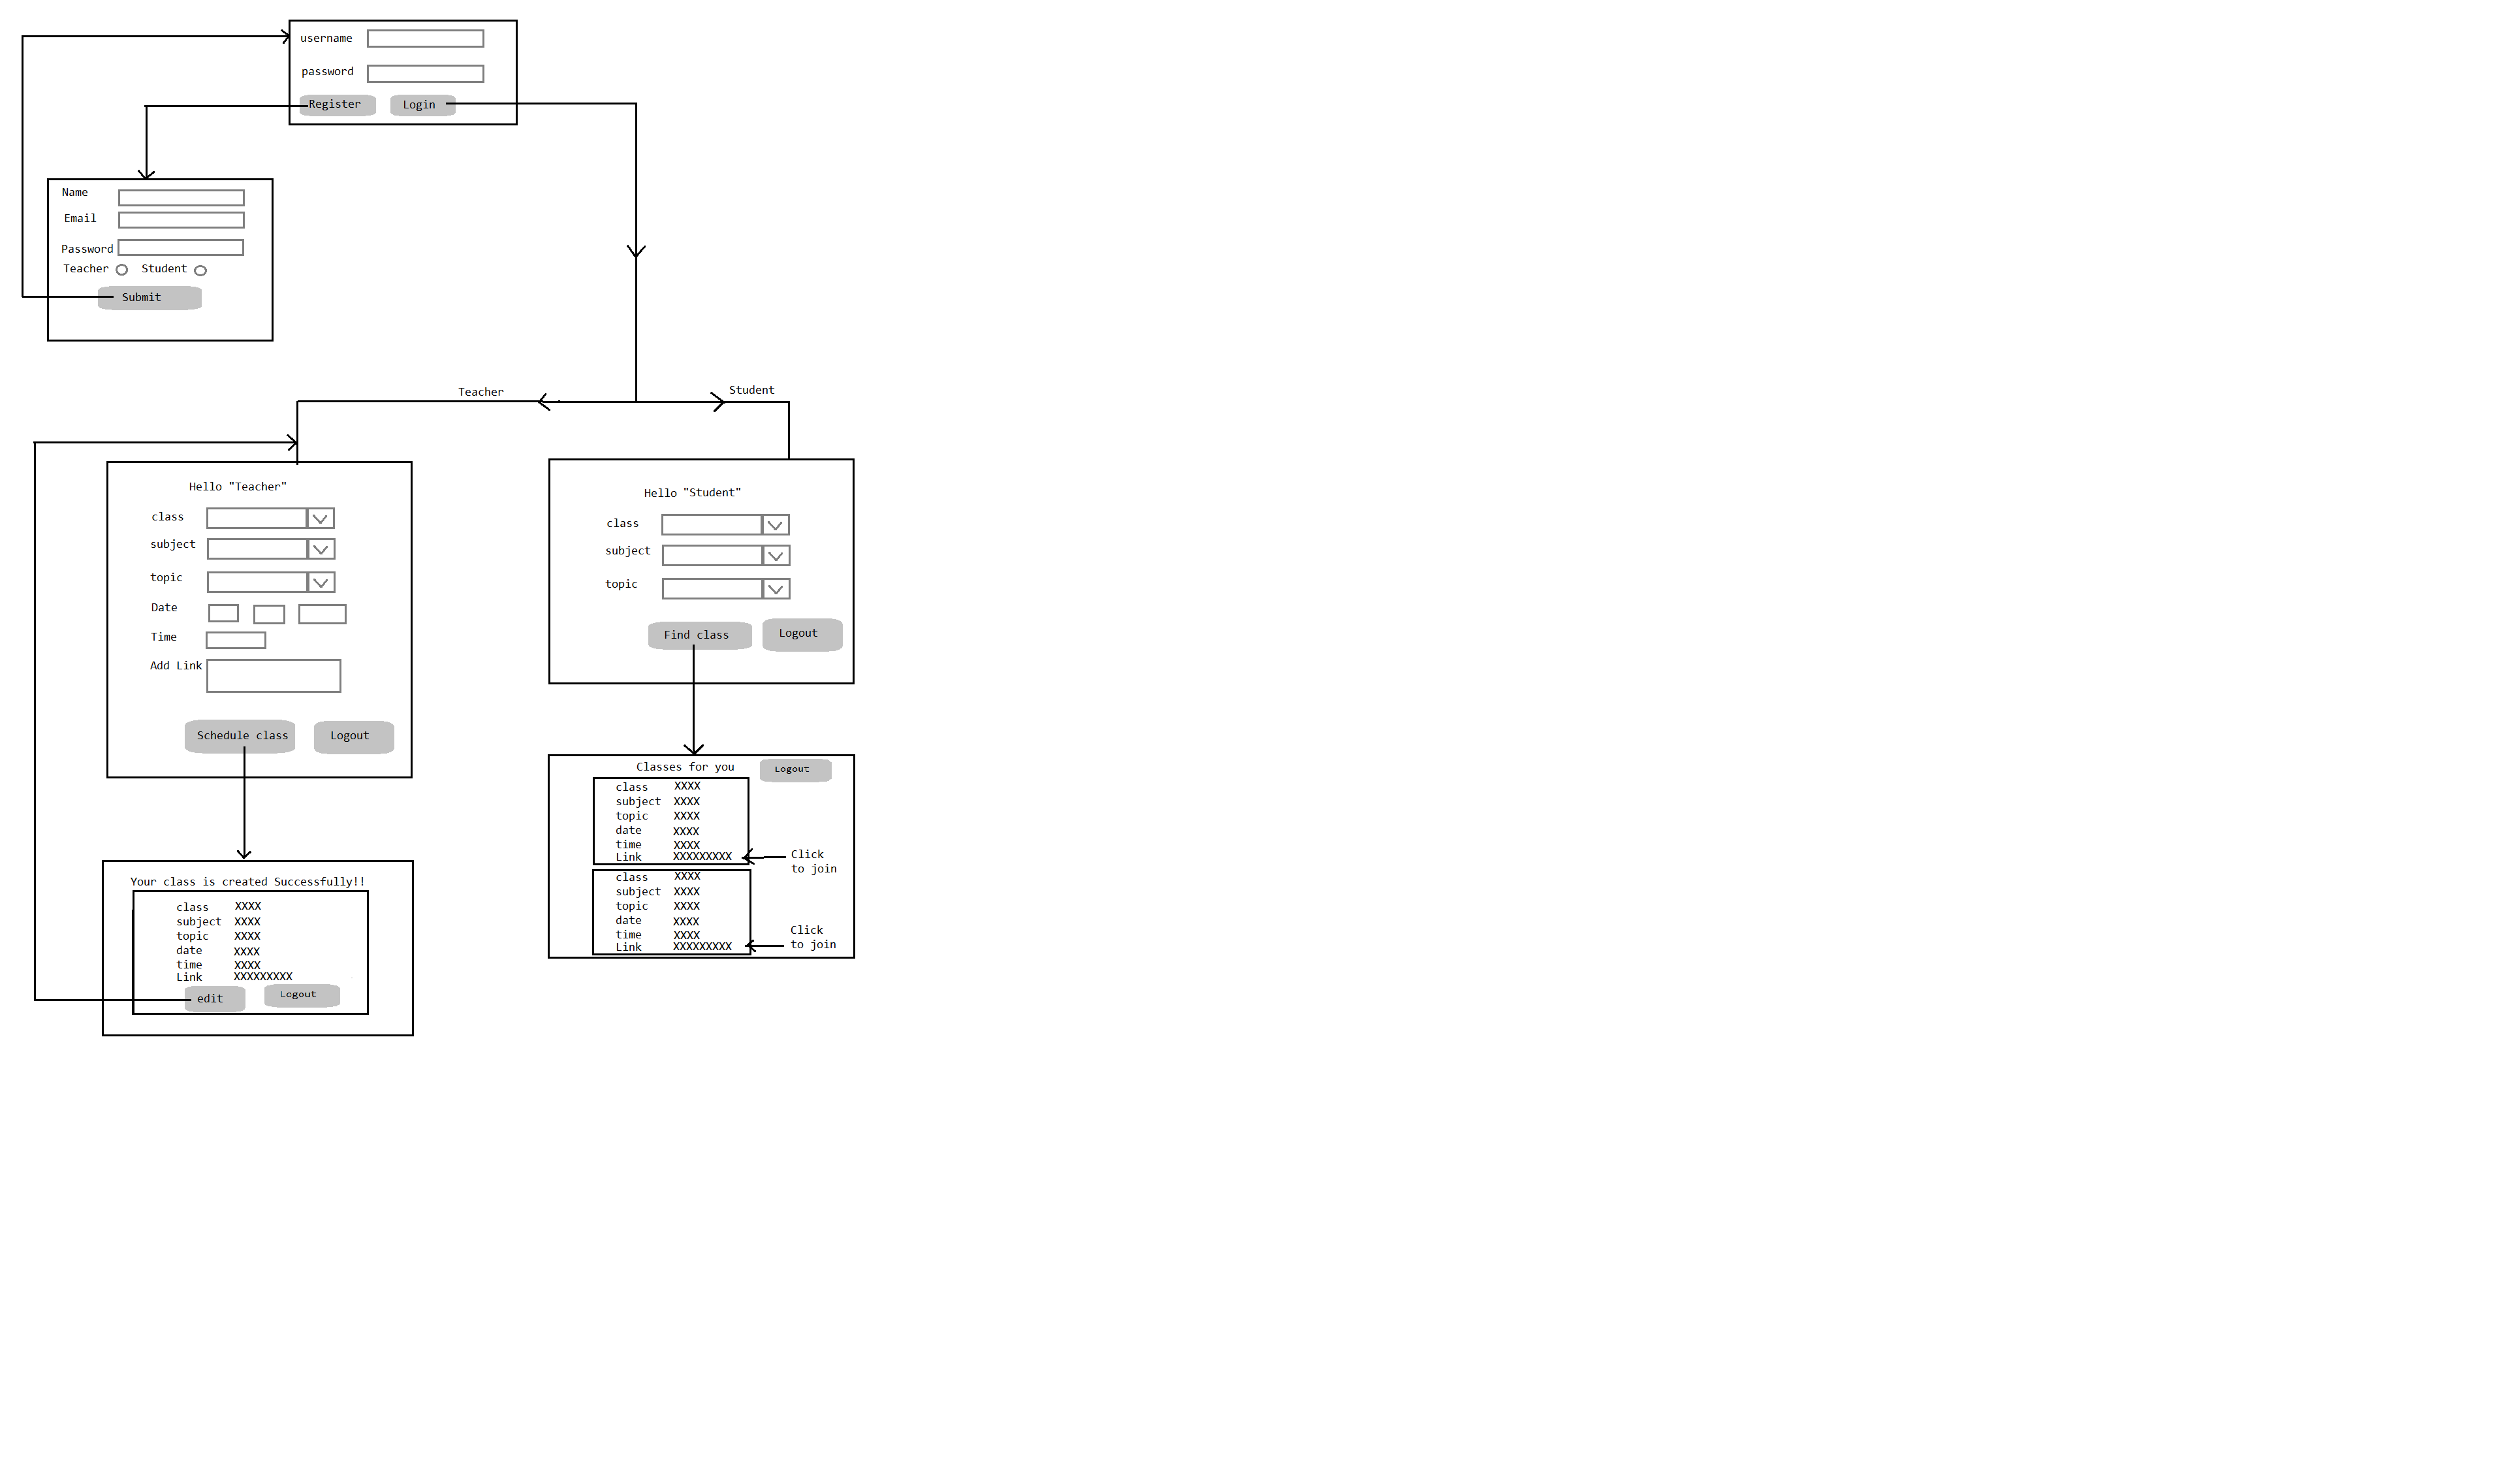 username
password
Register Login
Name
Email
Password
Teacher Student
Submit
Teacher
Student
Hello "Teacher"
class
subject
topic
Date
Time
Add Link
Schedule class Logout
Hello "Student"
class
subject
topic
Find class Logout
Your class is created Successfully!!
class XXXX
subject XXXX
topic XXXX
date XXXX
time XXXX
Link XXXXXXXXX
edit Logout
Classes for you Logout
class XXXX
subject XXXX
topic XXXX
date XXXX
time XXXX
Link XXXXXXXXX
Click
to join
class XXXX
subject XXXX
topic XXXX
date XXXX
time XXXX
Link XXXXXXXXX
Click
to join